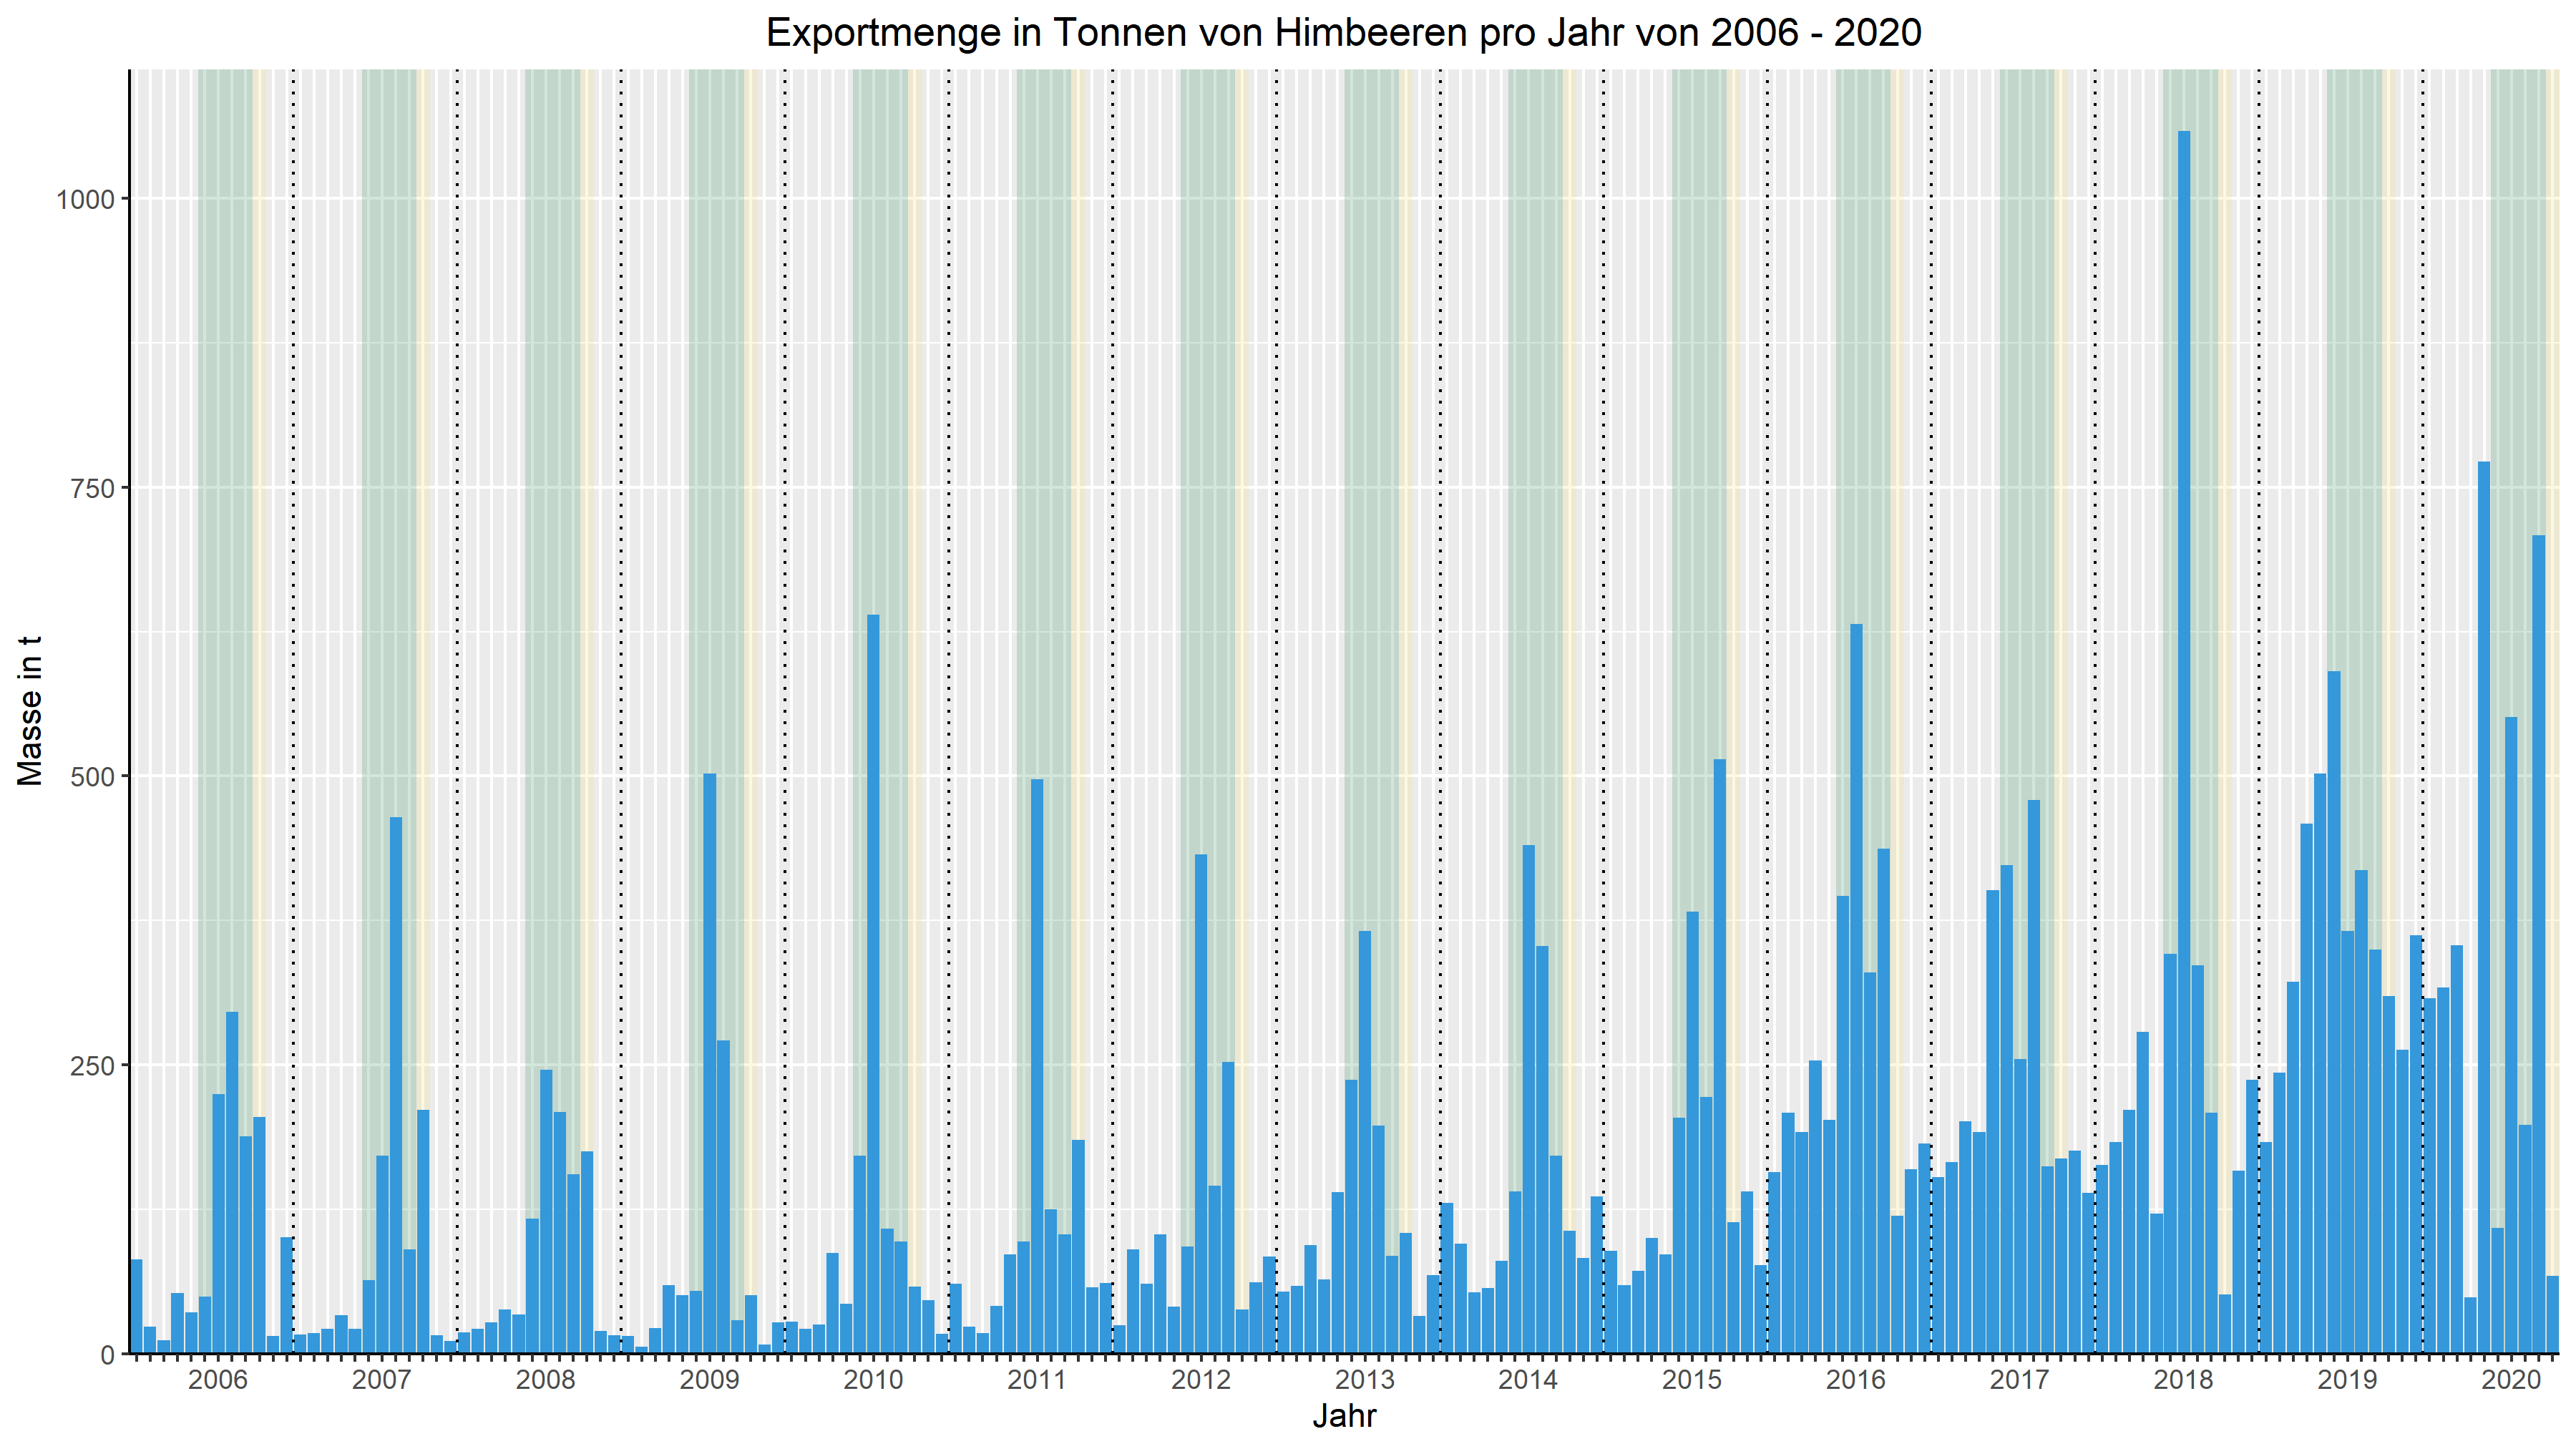 Exportmenge in Tonnen von Himbeeren pro Jahr von 2006 - 2020
Masse in t
1000
750
500
250
0
2006 2007 2008 2009 2010 2011 2012 2013 2014 2015 2016 2017 2018 2019 2020
Jahr